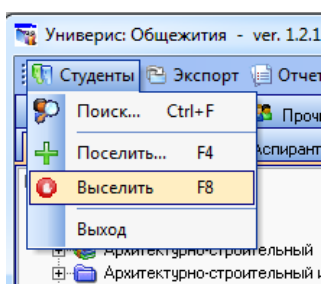 Универис: Общежития - ver. 1.2.1
Студенты Экспорт Отчет
Поиск... Ctrl+F
Проч
Поселить... F4
Аспирант
Выселить F8
Выход
Архитектурно-строительный
Архитектурно-строительный и